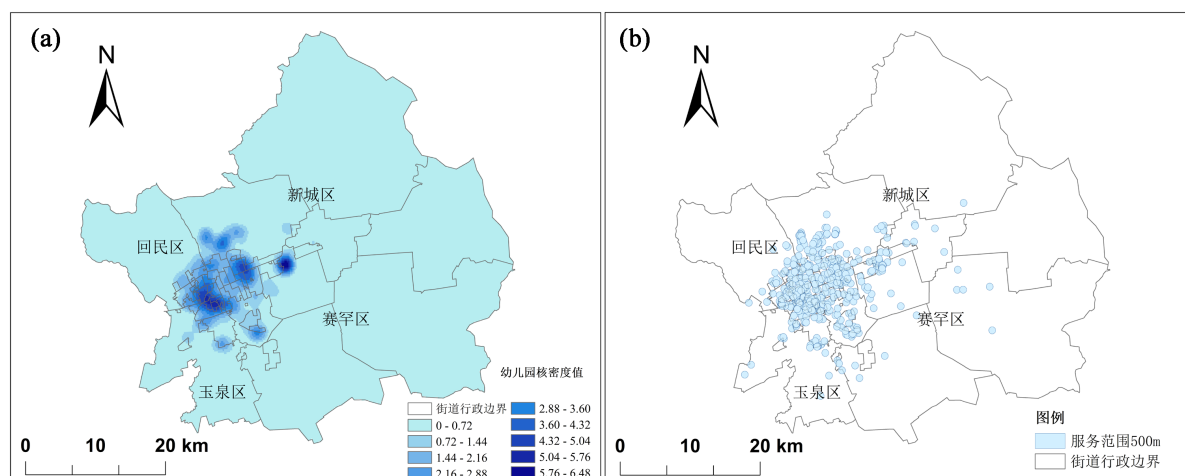 (a)
N
新城区
回民区
赛罕区
玉泉区
幼儿园核密度值
街道行政边界
0 - 0.72
0.72 - 1.44
1.44 - 2.16
2.16 - 2.88
2.88 - 3.60
3.60 - 4.32
4.32 - 5.04
5.04 - 5.76
5.76 - 6.48
0 10 20 km
(b)
N
新城区
回民区
赛罕区
玉泉区
图例
服务范围500m
街道行政边界
0 10 20 km